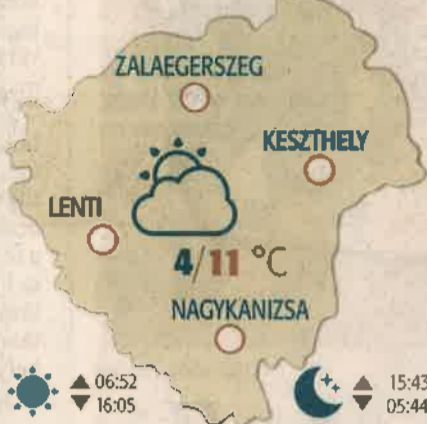 ZALAEGERSZEG
KESZTHELY
LENTI
4/11 °C
NAGYKANIZSA
▲ 06:52
▼ 16:05
▲ 15:43
▼ 05:44